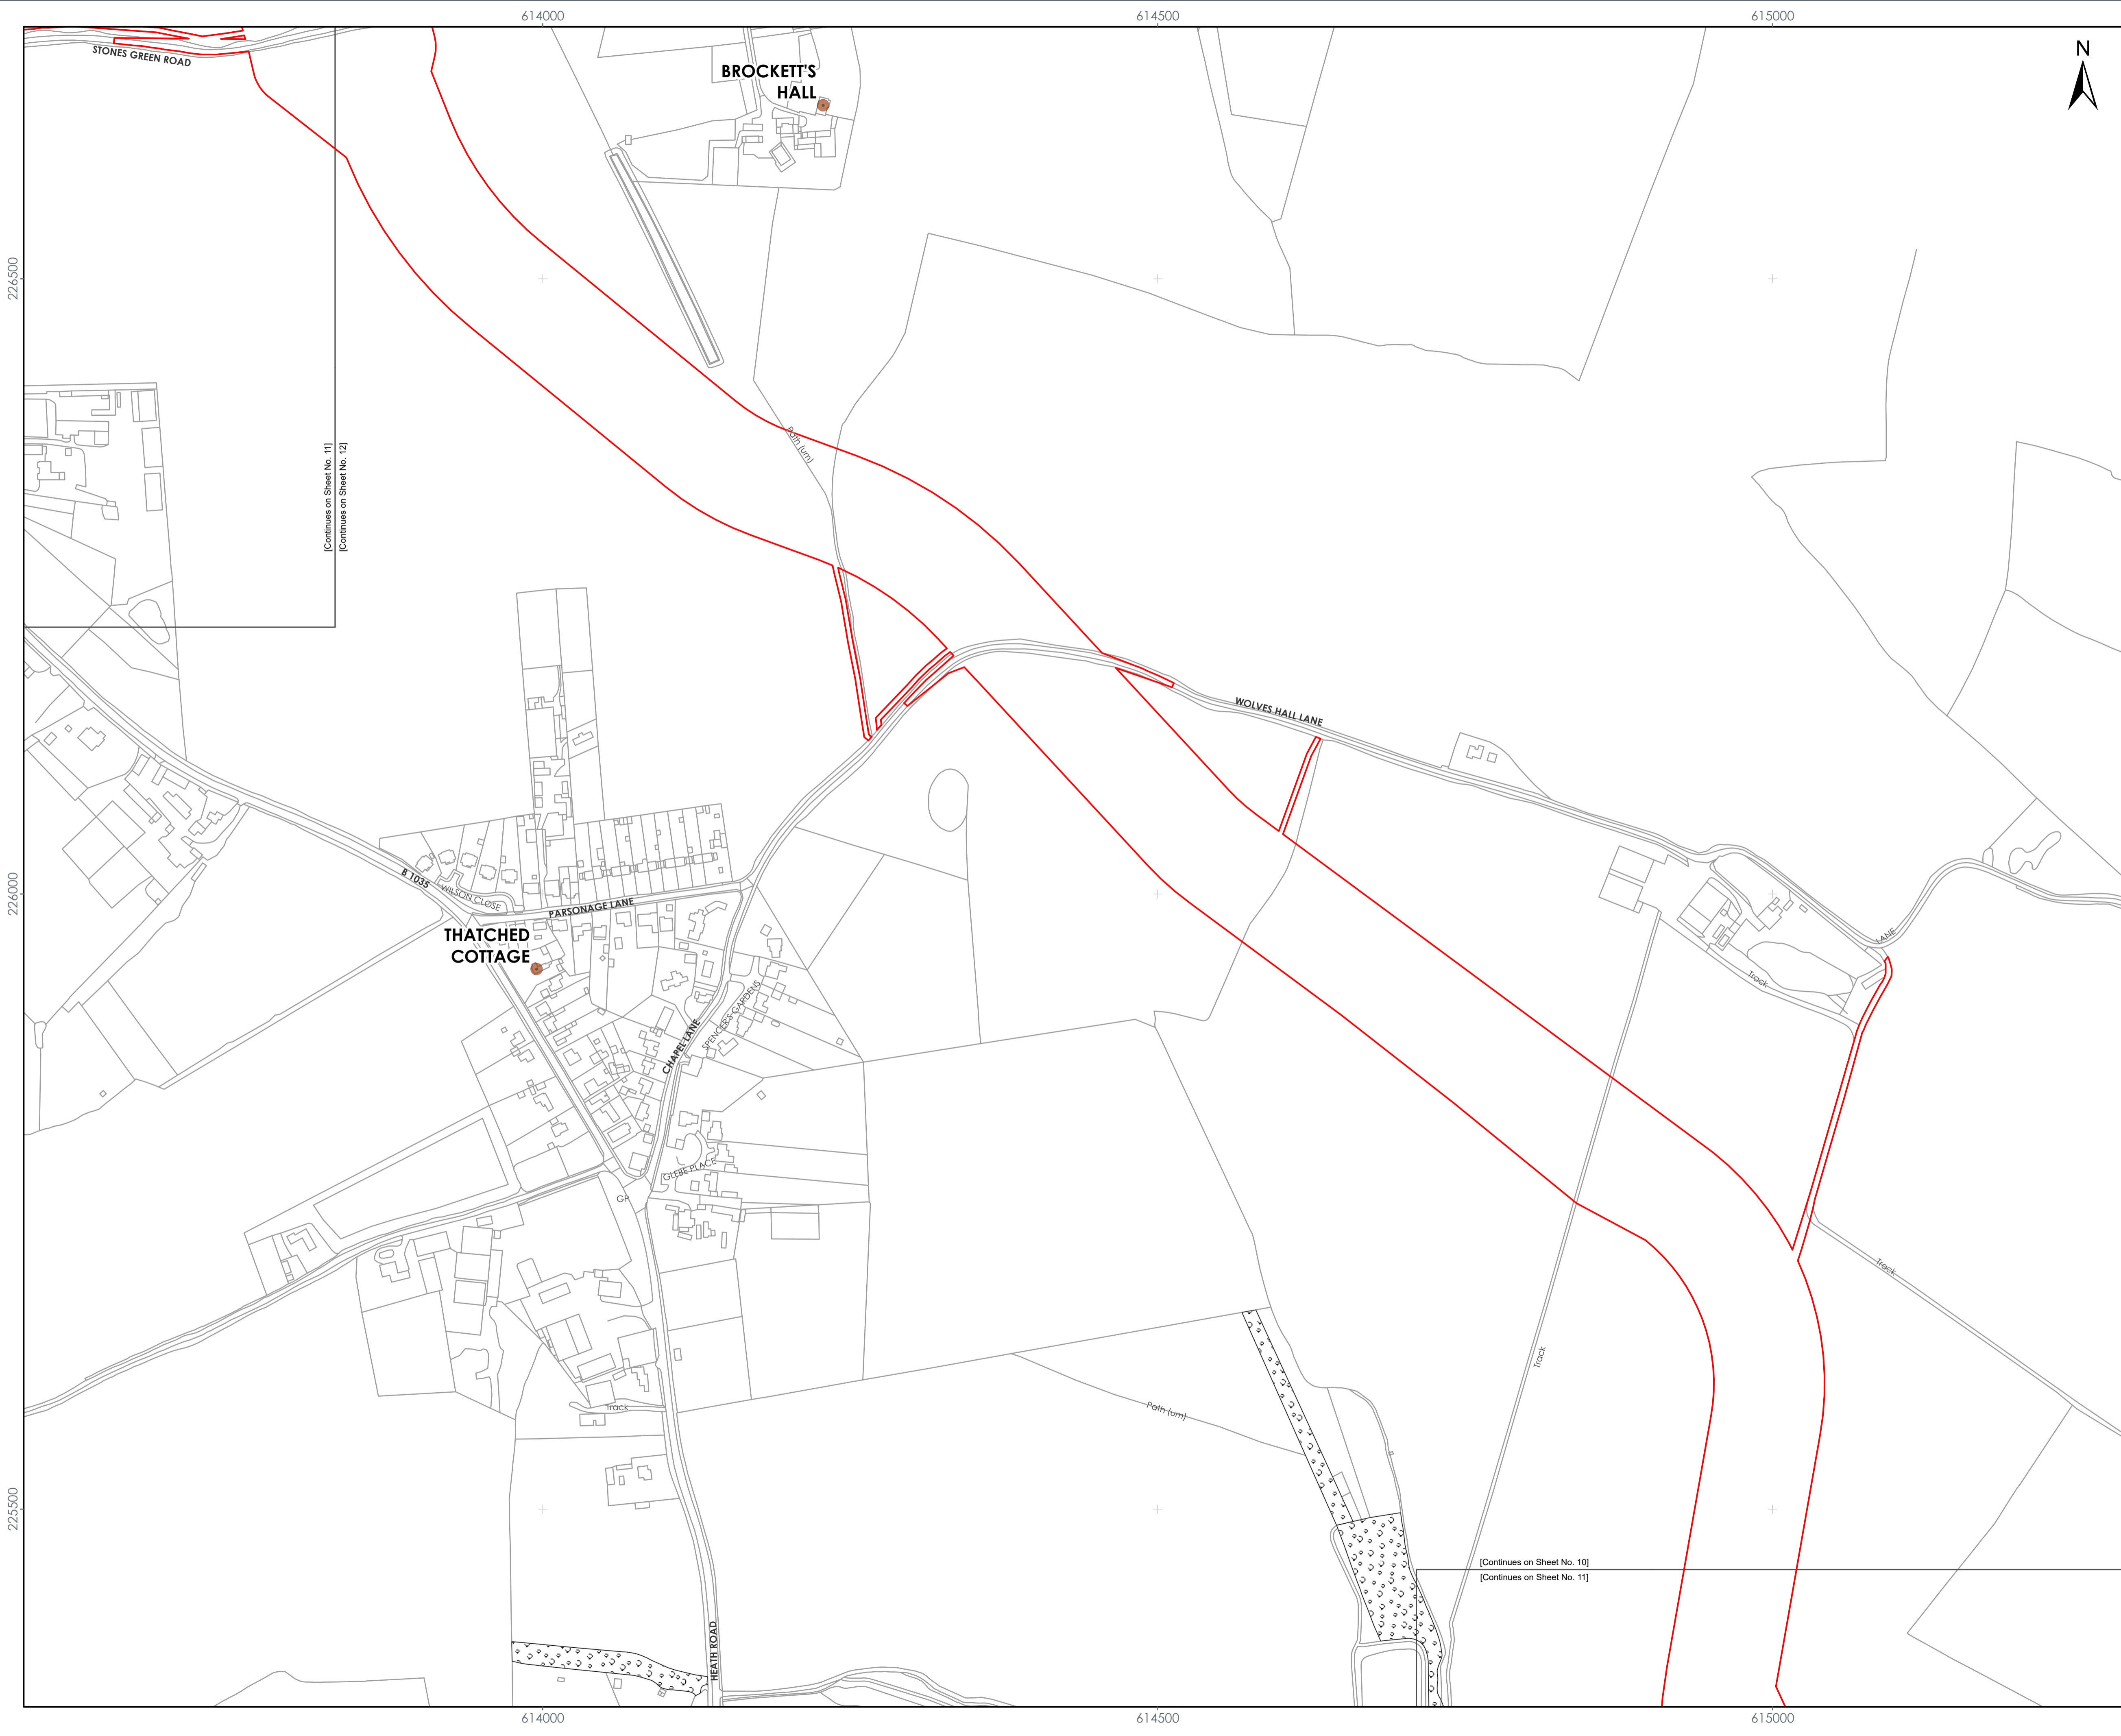 614000
614500
615000
N
STONES GREEN ROAD
BROCKETT'S
HALL
226500
[Continues on Sheet No. 11]
[Continues on Sheet No. 12]
Path (um)
WOLVES HALL LANE
B 1035
WILSON CLOSE
PARSONAGE LANE
226000
THATCHED
COTTAGE
LANE
Track
SPENCER'S GARDENS
CHAPEL LANE
GLEBE PLACE
GP
Track
Track
Track
Path (um)
225500
[Continues on Sheet No. 10]
[Continues on Sheet No. 11]
HEATH ROAD
614000
614500
615000